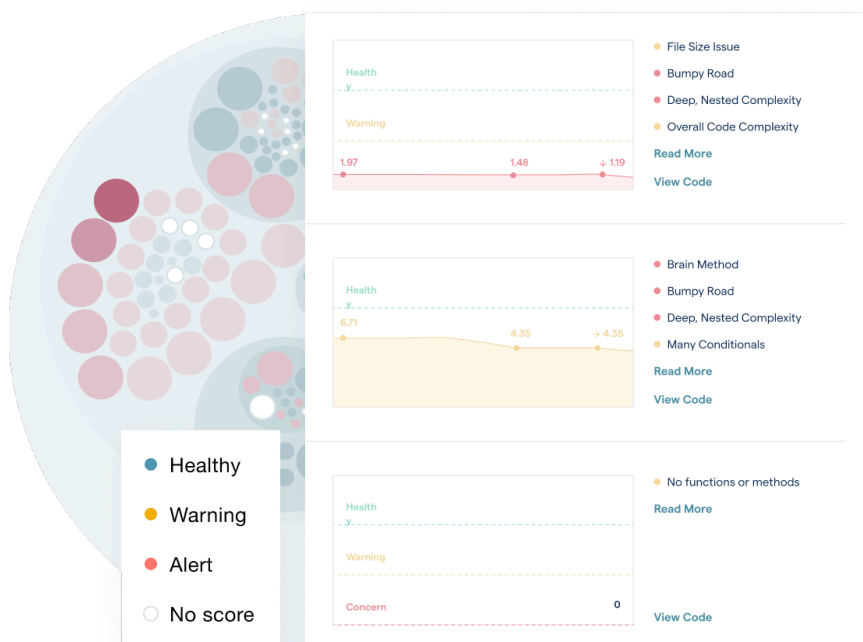 Health
y
Warning
1.97
1.48
↓ 1.19
File Size Issue
Bumpy Road
Deep, Nested Complexity
Overall Code Complexity
Read More
View Code
Health
y
6.71
4.35
→ 4.35
Brain Method
Bumpy Road
Deep, Nested Complexity
Many Conditionals
Read More
View Code
Health
y
Warning
Concern
0
No functions or methods
Read More
View Code
Healthy
Warning
Alert
No score